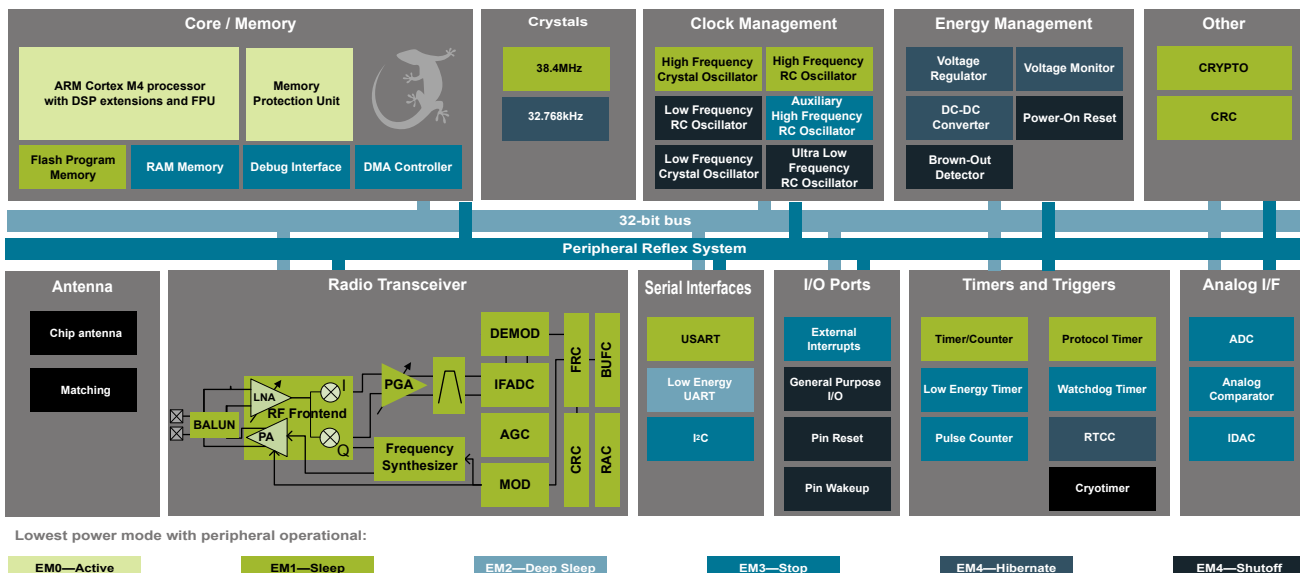 Core / Memory
ARM Cortex M4 processor
with DSP extensions and FPU
Memory
Protection Unit
Flash Program
Memory
RAM Memory
Debug Interface
DMA Controller
Crystals
38.4MHz
32.768kHz
Clock Management
High Frequency
Crystal Oscillator
High Frequency
RC Oscillator
Low Frequency
RC Oscillator
Auxiliary
High Frequency
RC Oscillator
Low Frequency
Crystal Oscillator
Ultra Low
Frequency
RC Oscillator
Energy Management
Voltage
Regulator
Voltage Monitor
DC-DC
Converter
Power-On Reset
Brown-Out
Detector
Other
CRYPTO
CRC
32-bit bus
Peripheral Reflex System
Antenna
Chip antenna
Matching
Radio Transceiver
BALUN
LNA
RF Frontend
PA
I
Q
PGA
Frequency
Synthesizer
DEMOD
IFADC
AGC
MOD
FRC
BUFC
CRC
RAC
Serial Interfaces
USART
Low Energy
UART
I²C
I/O Ports
External
Interrupts
General Purpose
I/O
Pin Reset
Pin Wakeup
Timers and Triggers
Timer/Counter
Protocol Timer
Low Energy Timer
Watchdog Timer
Pulse Counter
RTCC
Cryotimer
Analog I/F
ADC
Analog
Comparator
IDAC
Lowest power mode with peripheral operational:
EM0—Active
EM1—Sleep
EM2—Deep Sleep
EM3—Stop
EM4—Hibernate
EM4—Shutoff